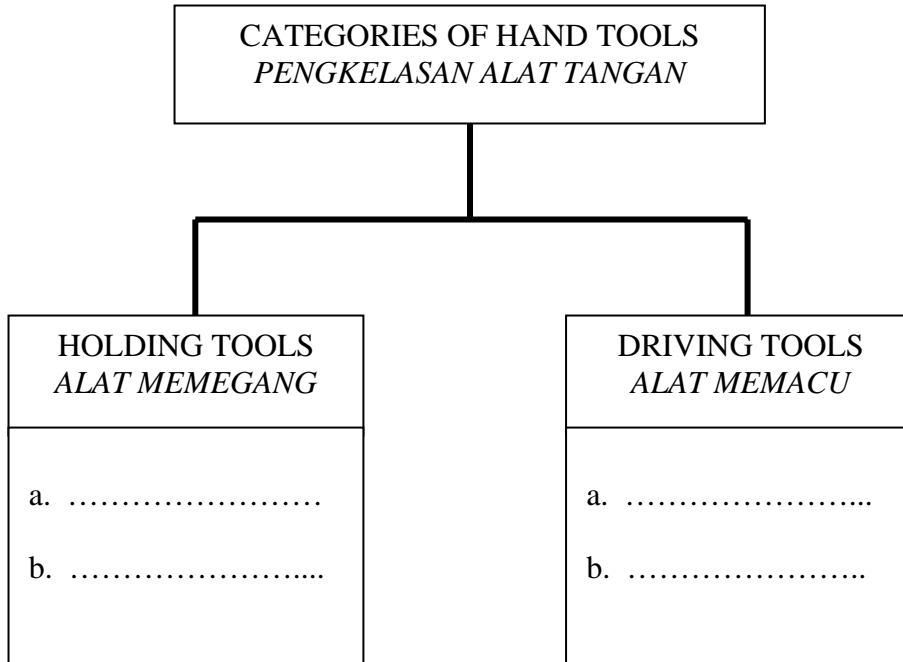 CATEGORIES OF HAND TOOLS
PENGKELASAN ALAT TANGAN
HOLDING TOOLS
ALAT MEMEGANG
a. ……………………
b. …………………....
DRIVING TOOLS
ALAT MEMACU
a. …………………...
b. …………………..